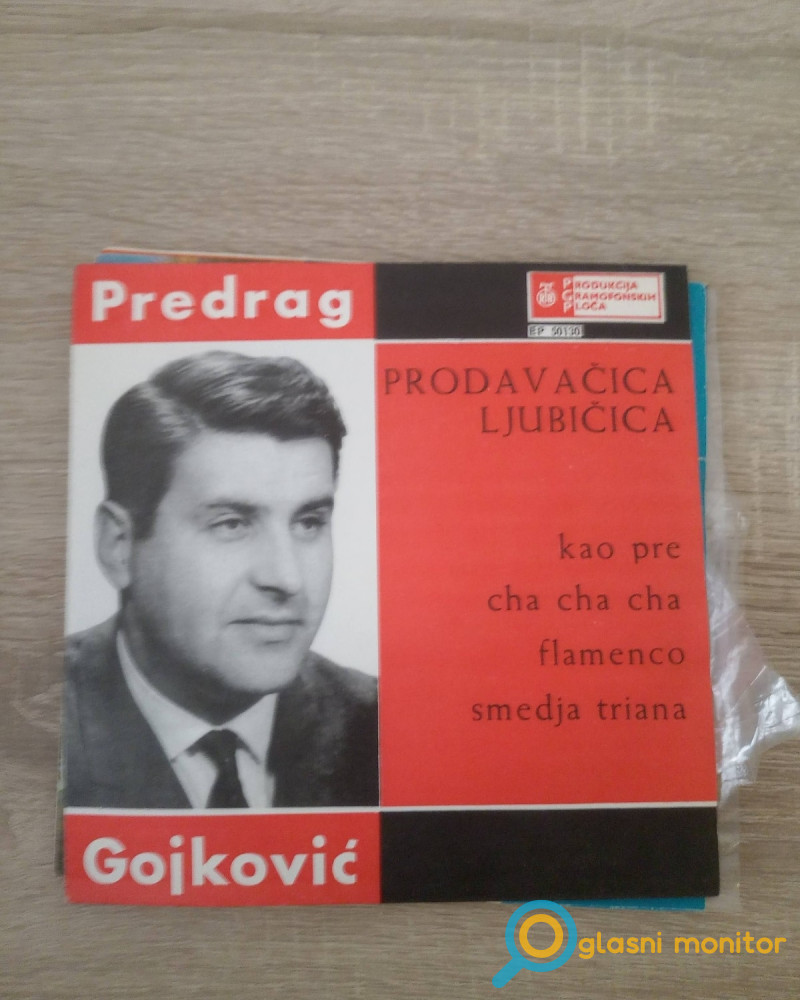 Predrag
PRODUKCIJA
GRAMOFONSKIH
PLOČA
EP 50130
PRODAVAČICA
LJUBIČICA
kao pre
cha cha cha
flamenco
smedja triana
Gojković
Oglasni monitor